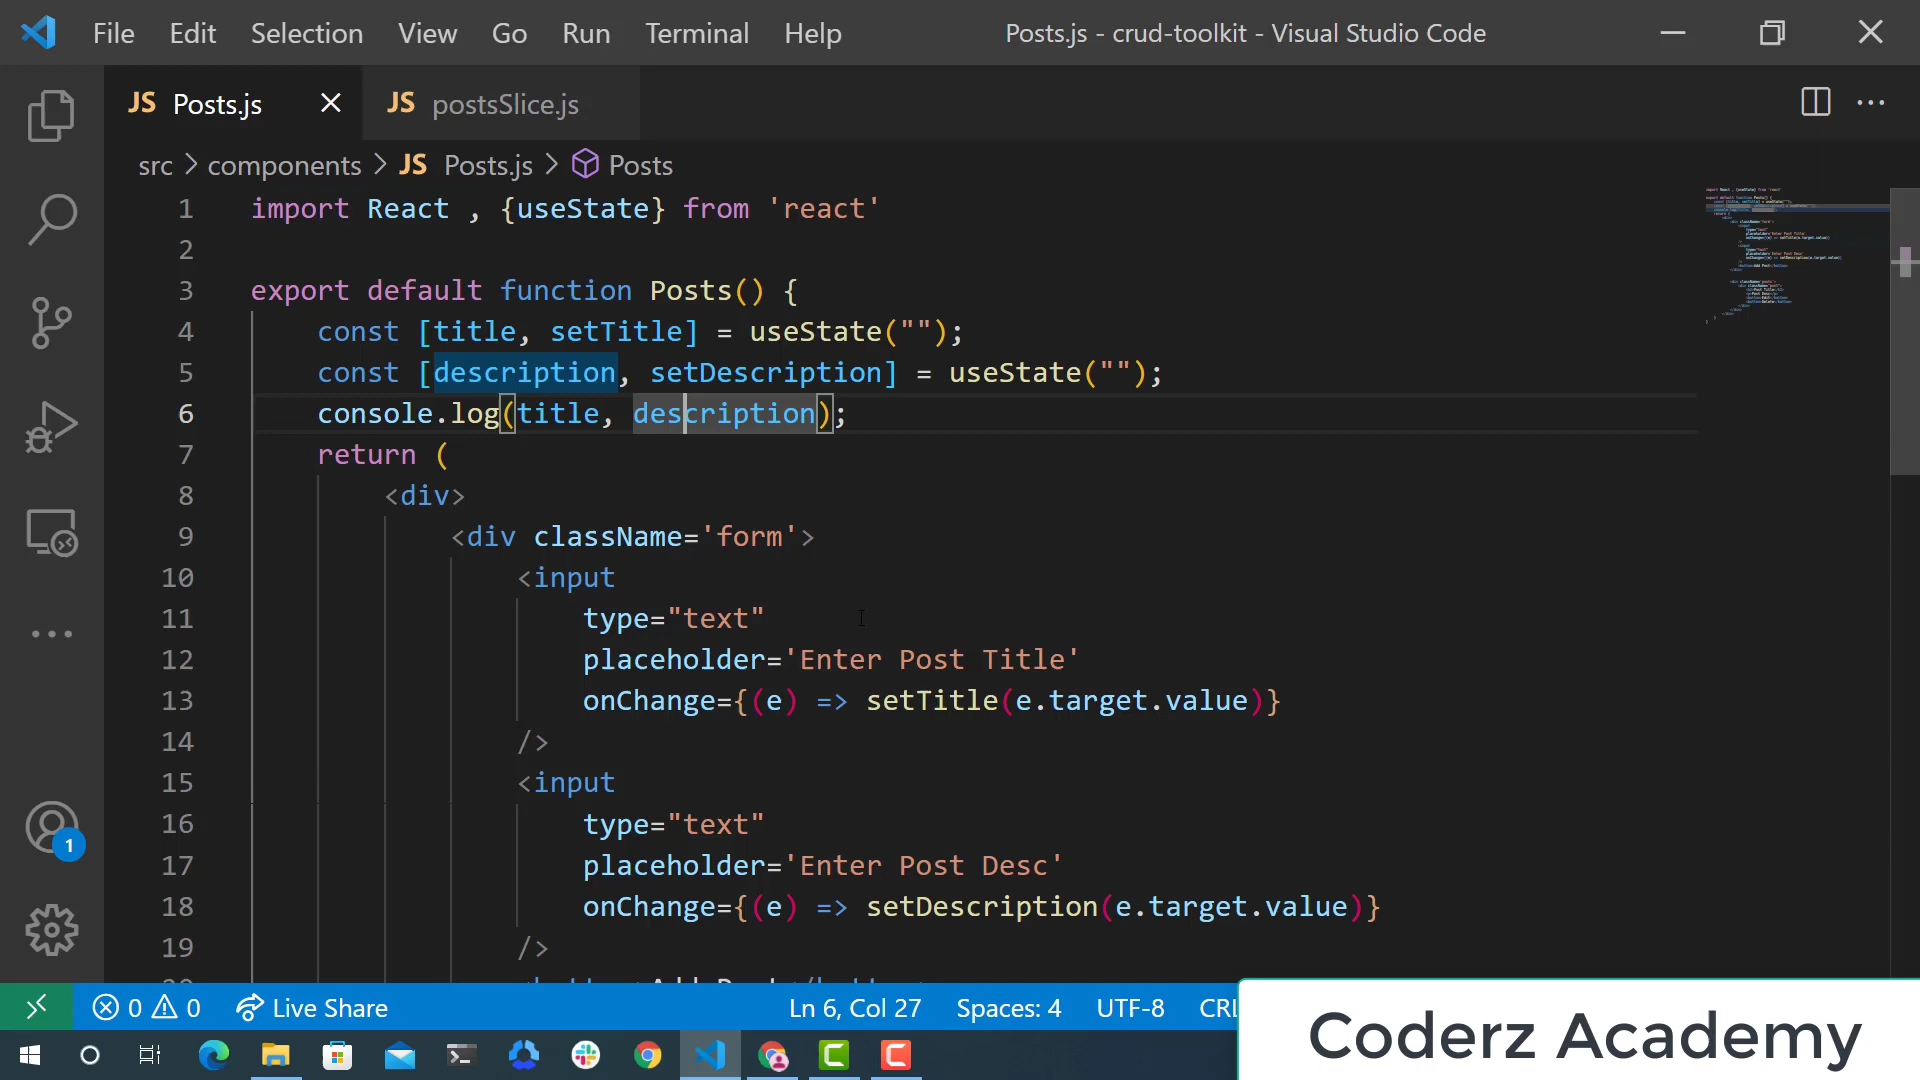 File Edit Selection View Go Run Terminal Help Posts.js - crud-toolkit - Visual Studio Code
JS Posts.js JS postsSlice.js
src > components > JS Posts.js > Posts
1 import React , {useState} from 'react'
2
3 export default function Posts() {
4 const [title, setTitle] = useState("");
5 const [description, setDescription] = useState("");
6 console.log(title, description);
7 return (
8 <div>
9 <div className='form'>
10 <input
11 type="text"
12 placeholder='Enter Post Title'
13 onChange={(e) => setTitle(e.target.value)}
14 />
15 <input
16 type="text"
17 placeholder='Enter Post Desc'
18 onChange={(e) => setDescription(e.target.value)}
19 />
1
0 0 Live Share Ln 6, Col 27 Spaces: 4 UTF-8
Coderz Academy